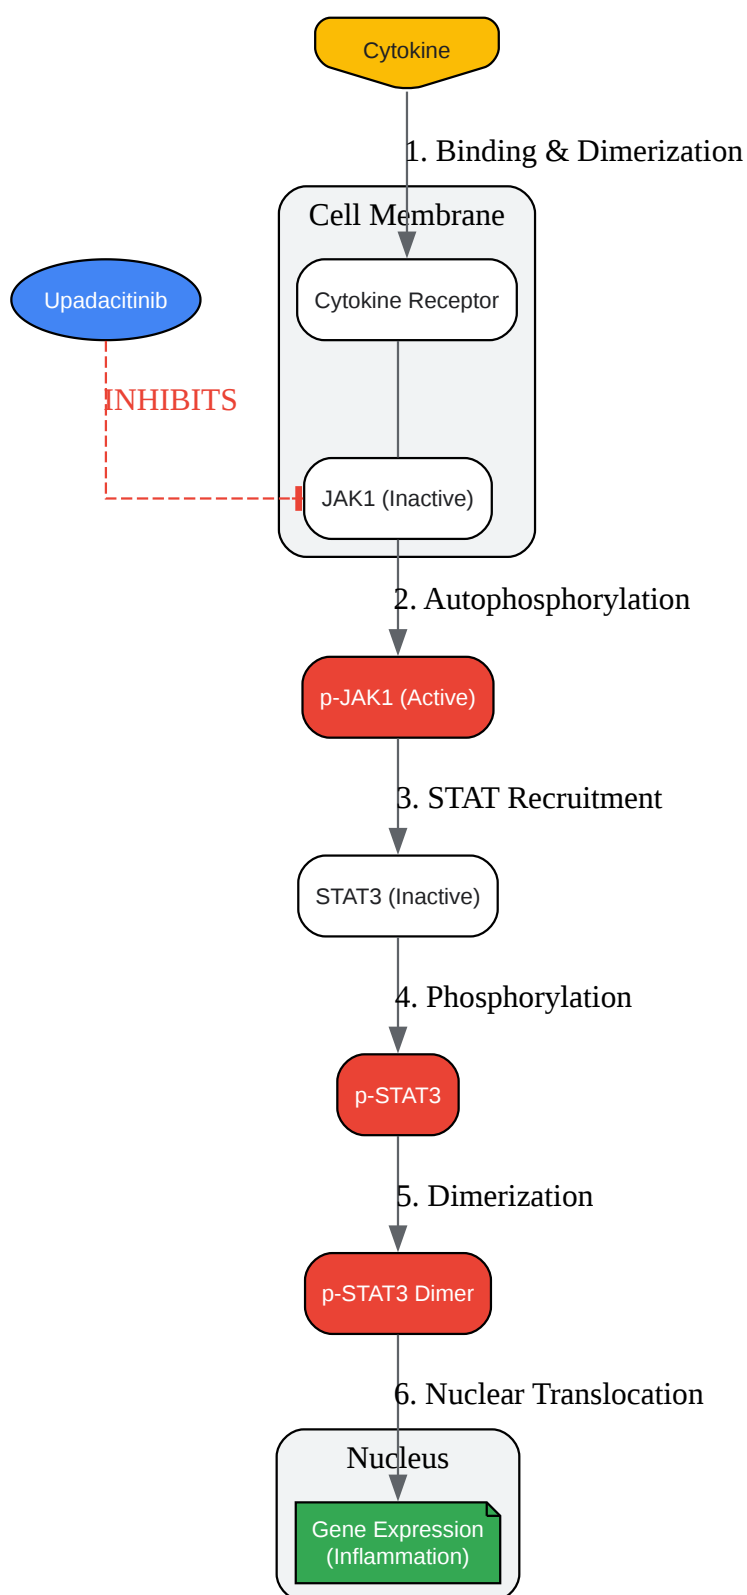 Cytokine
1. Binding & Dimerization
Cell Membrane
Upadacitinib
Cytokine Receptor
INHIBITS
JAK1 (Inactive)
2. Autophosphorylation
p-JAK1 (Active)
3. STAT Recruitment
STAT3 (Inactive)
4. Phosphorylation
p-STAT3
5. Dimerization
p-STAT3 Dimer
6. Nuclear Translocation
Nucleus
Gene Expression
(Inflammation)